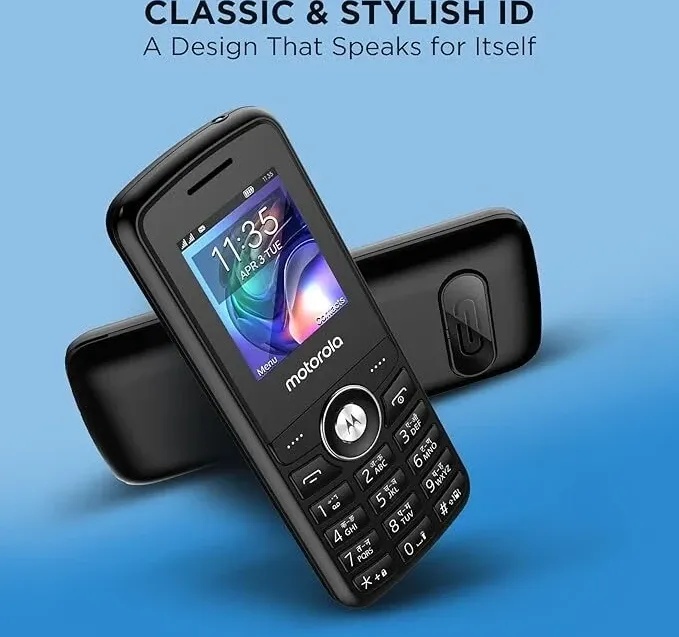 CLASSIC & STYLISH ID
A Design That Speaks for Itself
11:35
11:35
APR 3 TUE
Menu
Contacts
motorola
1
2 ABC
3 DEF
4 GHI
5 JKL
6 MNO
7 PQRS
8 TUV
9 WXYZ
* +
0
#